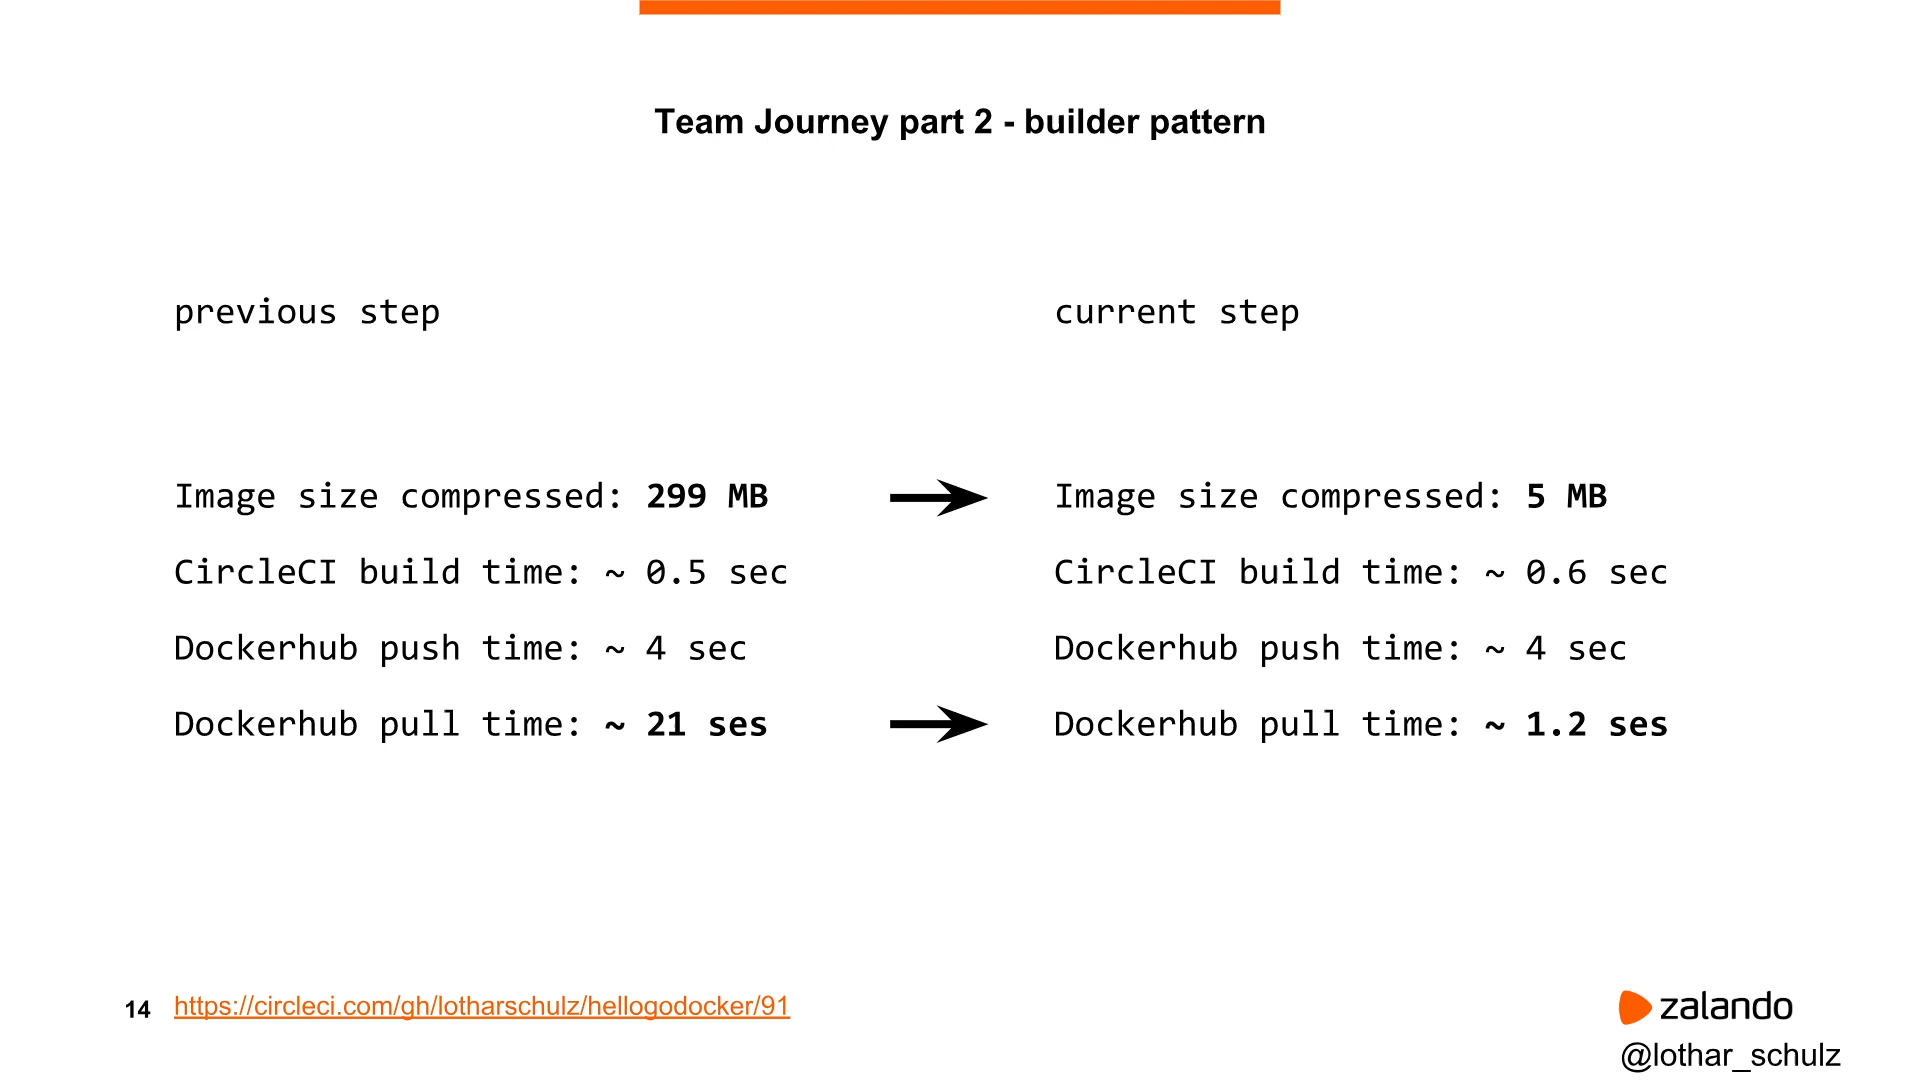 Team Journey part 2 - builder pattern
previous step
current step
Image size compressed: 299 MB
Image size compressed: 5 MB
CircleCI build time: ~ 0.5 sec
CircleCI build time: ~ 0.6 sec
Dockerhub push time: ~ 4 sec
Dockerhub push time: ~ 4 sec
Dockerhub pull time: ~ 21 ses
Dockerhub pull time: ~ 1.2 ses
14
https://circleci.com/gh/lotharschulz/hellogodocker/91
zalando
@lothar_schulz